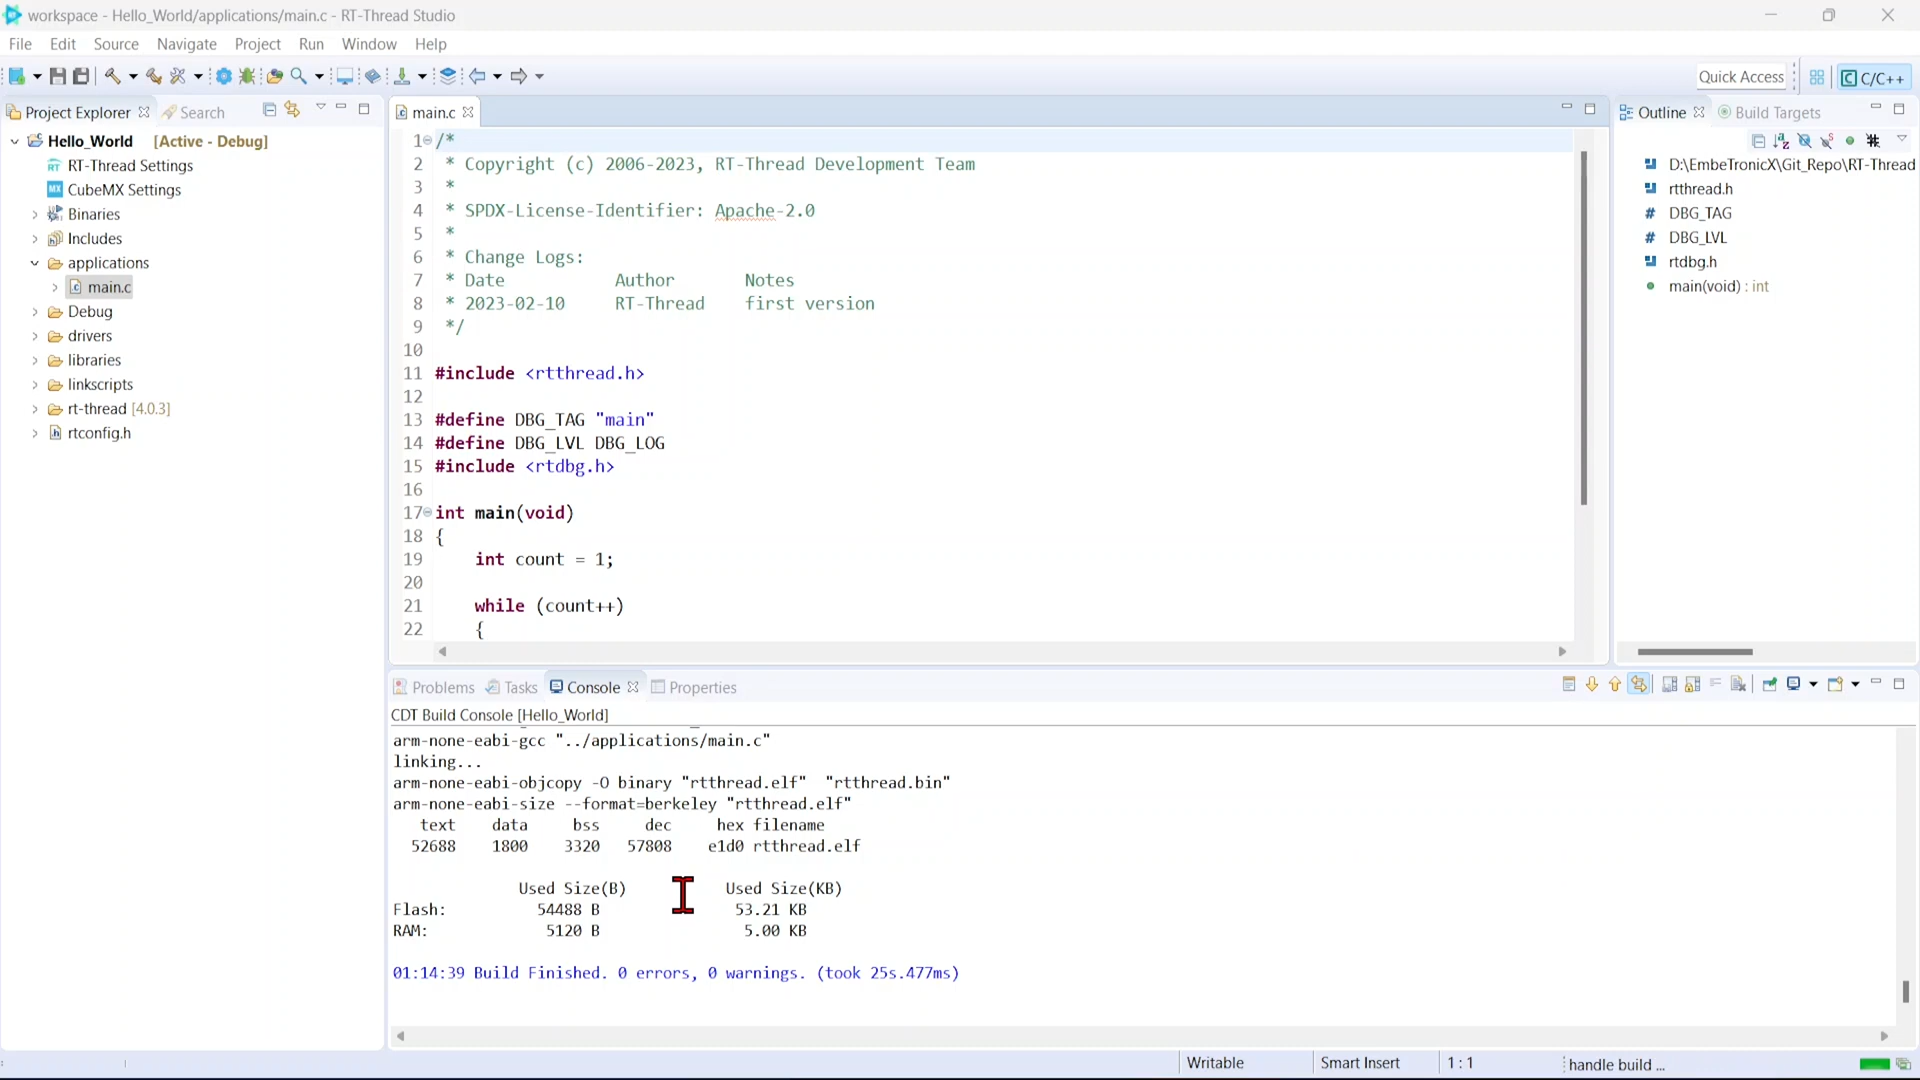 workspace - Hello_World/applications/main.c - RT-Thread Studio
File Edit Source Navigate Project Run Window Help
Quick Access C/C++
Project Explorer Search
Hello_World [Active - Debug]
RT-Thread Settings
CubeMX Settings
Binaries
Includes
applications
main.c
Debug
drivers
libraries
linkscripts
rt-thread [4.0.3]
rtconfig.h
main.c
1 /*
2 * Copyright (c) 2006-2023, RT-Thread Development Team
3 *
4 * SPDX-License-Identifier: Apache-2.0
5 *
6 * Change Logs:
7 * Date Author Notes
8 * 2023-02-10 RT-Thread first version
9 */
10
11 #include <rtthread.h>
12
13 #define DBG_TAG "main"
14 #define DBG_LVL DBG_LOG
15 #include <rtdbg.h>
16
17 int main(void)
18 {
19 int count = 1;
20
21 while (count++)
22 {
Outline Build Targets
D:\EmbeTronicX\Git_Repo\RT-Thread
rtthread.h
DBG_TAG
DBG_LVL
rtdbg.h
main(void) : int
Problems Tasks Console Properties
CDT Build Console [Hello_World]
arm-none-eabi-gcc "../applications/main.c"
linking...
arm-none-eabi-objcopy -O binary "rtthread.elf" "rtthread.bin"
arm-none-eabi-size --format=berkeley "rtthread.elf"
text data bss dec hex filename
52688 1800 3320 57808 e1d0 rtthread.elf
Used Size(B) Used Size(KB)
Flash: 54488 B 53.21 KB
RAM: 5120 B 5.00 KB
01:14:39 Build Finished. 0 errors, 0 warnings. (took 25s.477ms)
Writable Smart Insert 1 : 1 handle build ...